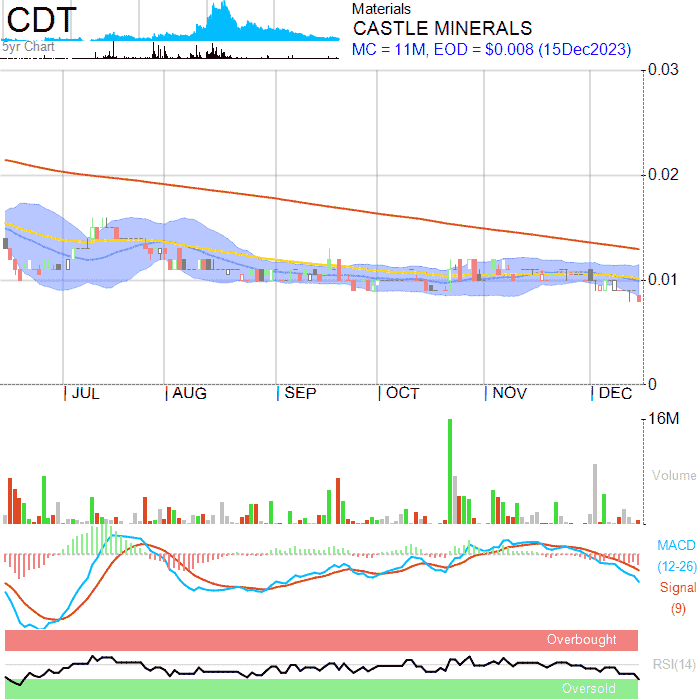 CDT
5yr Chart
Materials
CASTLE MINERALS
MC = 11M, EOD = $0.008 (15Dec2023)
0.03
0.02
0.01
0
JUL AUG SEP OCT NOV DEC
16M
Volume
MACD
(12-26)
Signal
(9)
Overbought
RSI(14)
Oversold